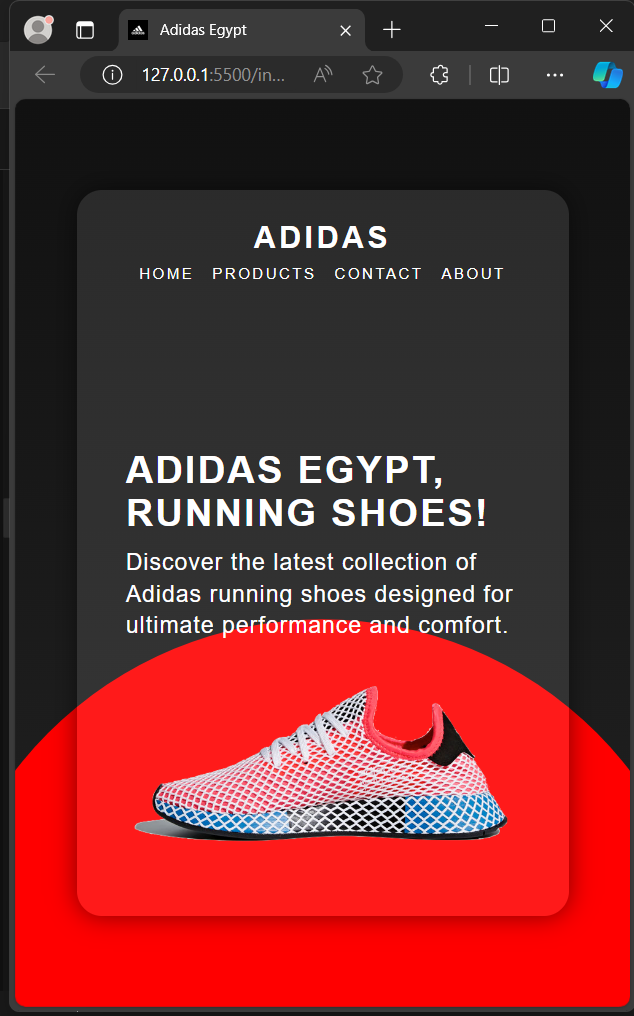 Adidas Egypt
127.0.0.1:5500/in...
ADIDAS
HOME PRODUCTS CONTACT ABOUT
ADIDAS EGYPT,
RUNNING SHOES!
Discover the latest collection of
Adidas running shoes designed for
ultimate performance and comfort.